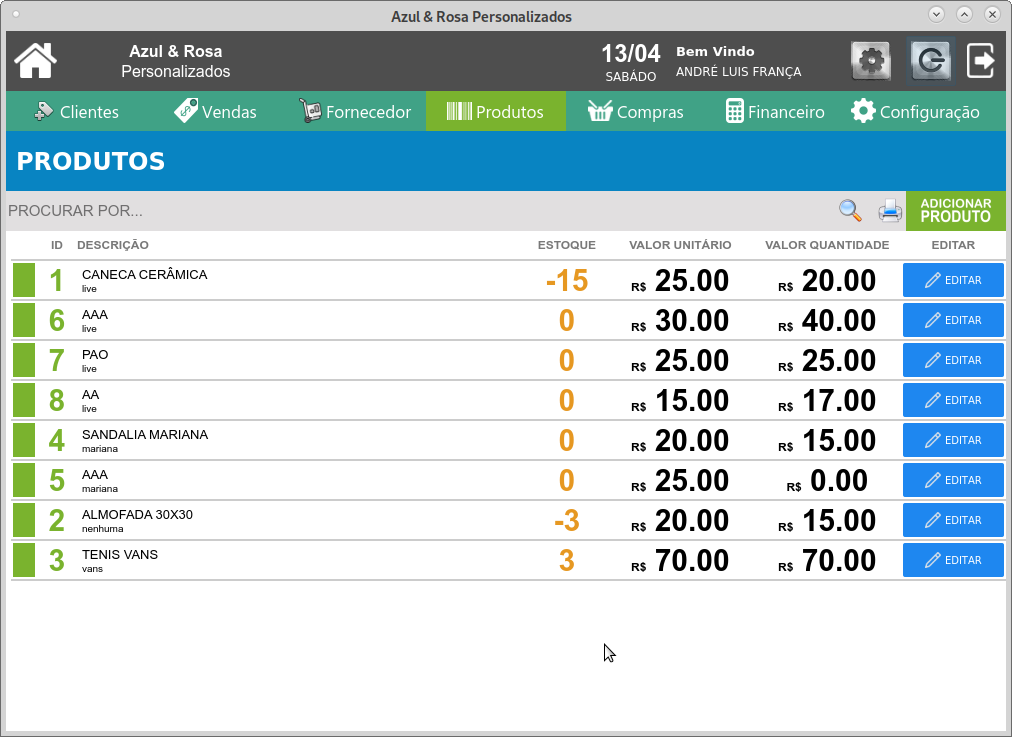 Azul & Rosa Personalizados
Azul & Rosa
Personalizados
13/04
SABÁDO
Bem Vindo
ANDRÉ LUIS FRANÇA
Clientes Vendas Fornecedor Produtos Compras Financeiro Configuração
PRODUTOS
PROCURAR POR...
ADICIONAR
PRODUTO
ID DESCRIÇÃO ESTOQUE VALOR UNITÁRIO VALOR QUANTIDADE EDITAR
1 CANECA CERÂMICA -15 R$ 25.00 R$ 20.00 EDITAR
live
6 AAA 0 R$ 30.00 R$ 40.00 EDITAR
live
7 PAO 0 R$ 25.00 R$ 25.00 EDITAR
live
8 AA 0 R$ 15.00 R$ 17.00 EDITAR
live
4 SANDALIA MARIANA 0 R$ 20.00 R$ 15.00 EDITAR
mariana
5 AAA 0 R$ 25.00 R$ 0.00 EDITAR
mariana
2 ALMOFADA 30X30 -3 R$ 20.00 R$ 15.00 EDITAR
nenhuma
3 TENIS VANS 3 R$ 70.00 R$ 70.00 EDITAR
vans